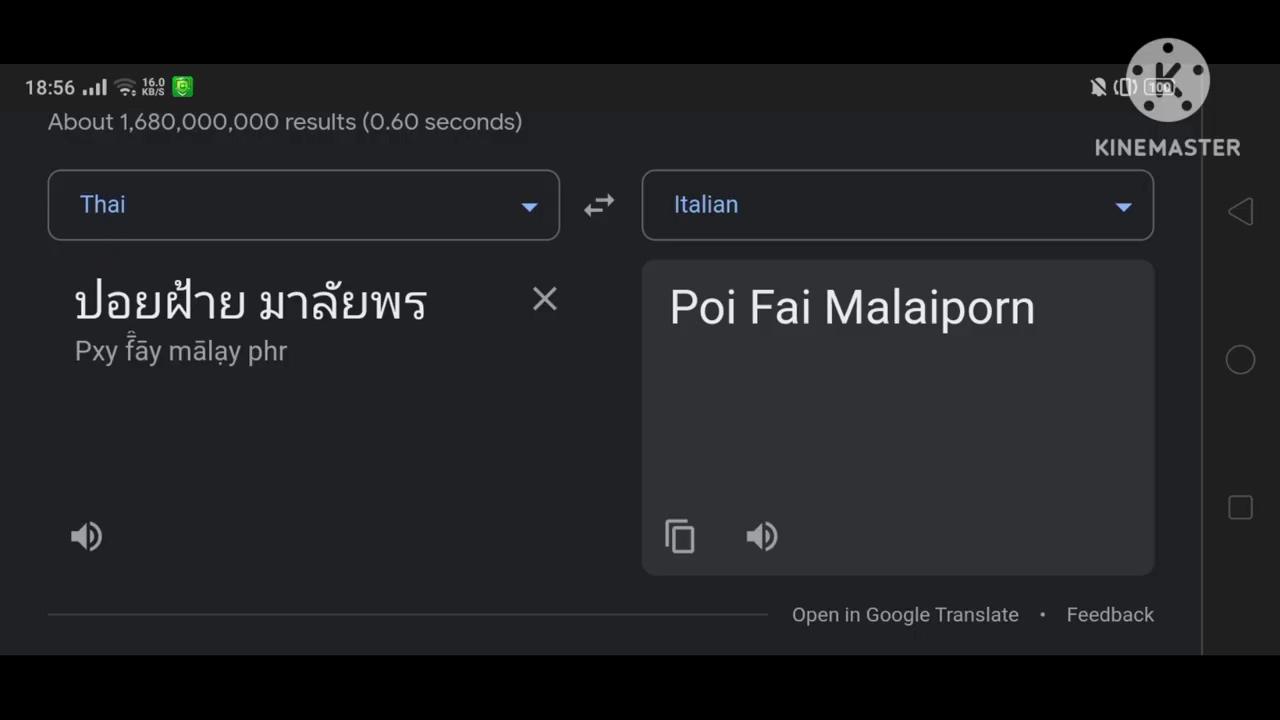 18:56 16.0 KB/S 100
KINEMASTER
About 1,680,000,000 results (0.60 seconds)
Thai
Italian
ปอยฝ้าย มาลัยพร
Pxy f̄̂āy mālạy phr
Poi Fai Malaiporn
Open in Google Translate • Feedback